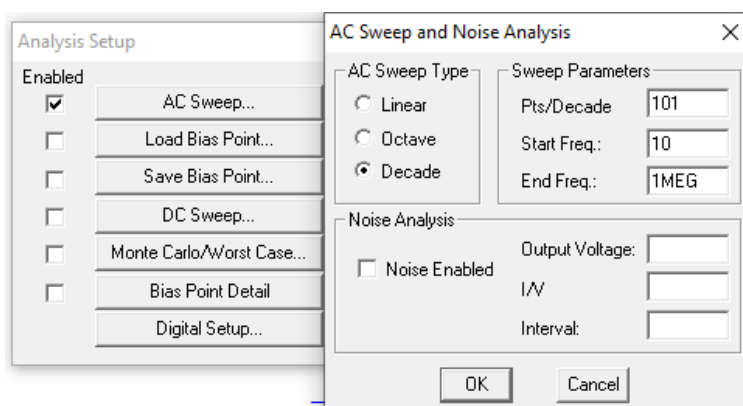 Analysis Setup
Enabled
AC Sweep...
Load Bias Point...
Save Bias Point...
DC Sweep...
Monte Carlo/Worst Case...
Bias Point Detail
Digital Setup...
AC Sweep and Noise Analysis
AC Sweep Type
Linear
Octave
Decade
Sweep Parameters
Pts/Decade 101
Start Freq.: 10
End Freq.: 1MEG
Noise Analysis
Noise Enabled
Output Voltage:
I/V
Interval:
OK Cancel